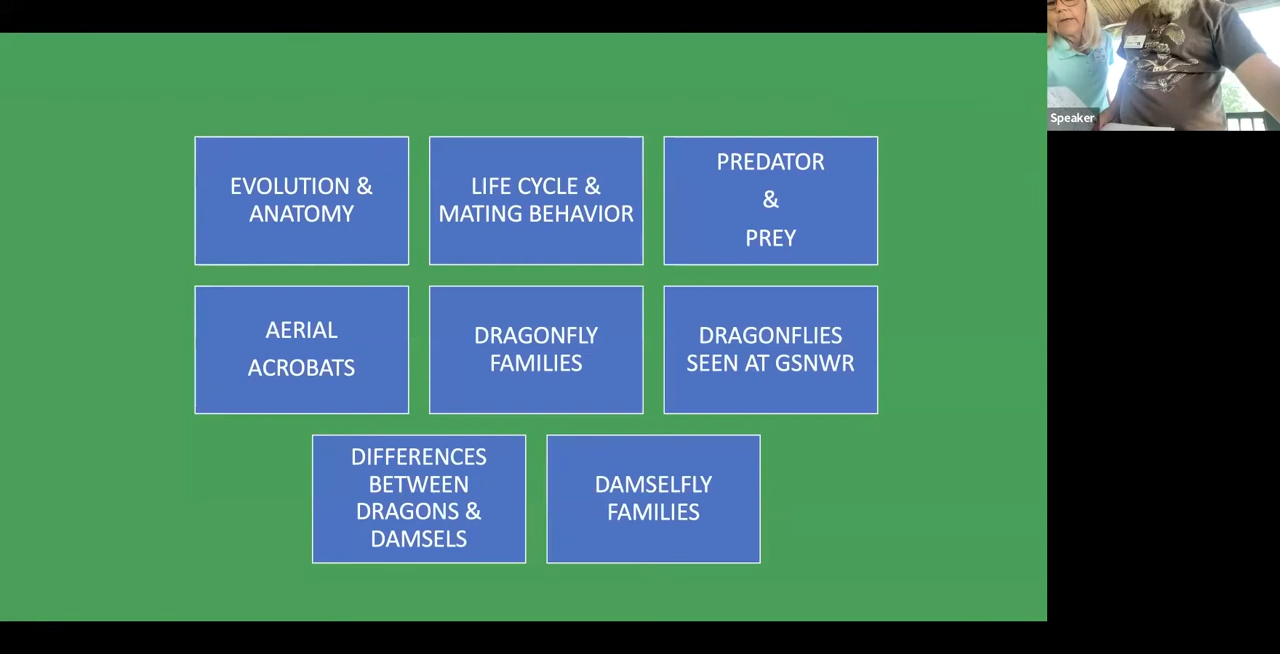 EVOLUTION &
ANATOMY
LIFE CYCLE &
MATING BEHAVIOR
PREDATOR
&
PREY
AERIAL
ACROBATS
DRAGONFLY
FAMILIES
DRAGONFLIES
SEEN AT GSNWR
DIFFERENCES
BETWEEN
DRAGONS &
DAMSELS
DAMSELFLY
FAMILIES
Speaker